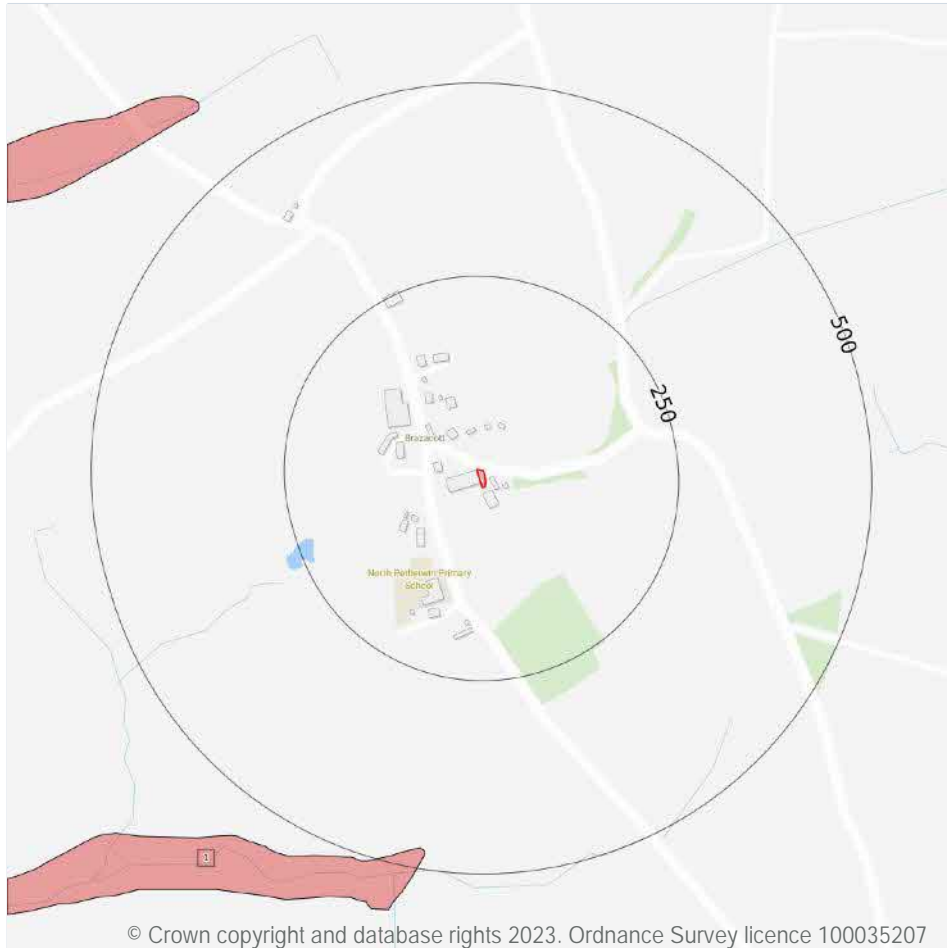 500
250
Brazacott
North Petherwin Primary
School
1
© Crown copyright and database rights 2023. Ordnance Survey licence 100035207